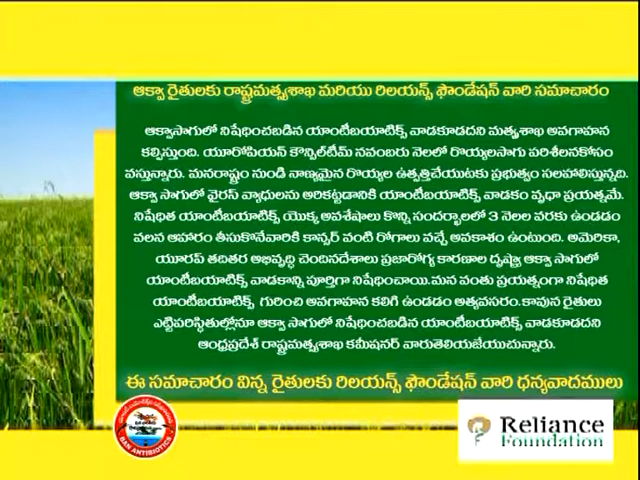 ఆక్వా రైతులకు రాష్ట్రమత్స్యశాఖ మరియు రిలయన్స్ ఫౌండేషన్ వారి సమాచారం
ఆక్వాసాగులో నిషేధించబడిన యాంటీబయాటిక్స్ వాడకూడదని మత్స్యశాఖ అవగాహన
కల్పిస్తుంది. యూరోపియన్ కౌన్సిల్‌టీమ్ నవంబరు నెలలో రొయ్యలసాగు పరిశీలనకోసం
వస్తున్నారు. మనరాష్ట్రం నుండి నాణ్యమైన రొయ్యల ఉత్పత్తిచేయుటకు ప్రభుత్వం సలహాలిస్తున్నది.
ఆక్వా సాగులో వైరస్ వ్యాధులను అరికట్టడానికి యాంటీబయాటిక్స్ వాడకం వృధా ప్రయత్నమే.
నిషేధిత యాంటీబయాటిక్స్ యొక్క అవశేషాలు కొన్ని సందర్భాలలో 3 నెలల వరకు ఉండడం
వలన ఆహారం తీసుకొనేవారికి కాన్సర్ వంటి రోగాలు వచ్చే అవకాశం ఉంటుంది. అమెరికా,
యూరప్ తదితర అభివృద్ధి చెందినదేశాలు ప్రజారోగ్య కారణాల దృష్ట్యా ఆక్వా సాగులో
యాంటీబయాటిక్స్ వాడకాన్ని పూర్తిగా నిషేధించాయి.మన వంతు ప్రయత్నంగా నిషేధిత
యాంటీబయాటిక్స్ గురించి అవగాహన కలిగి ఉండడం అత్యవసరం.కావున రైతులు
ఎట్టిపరిస్థితుల్లోనూ ఆక్వా సాగులో నిషేధించబడిన యాంటీబయాటిక్స్ వాడకూడదని
ఆంధ్రప్రదేశ్ రాష్ట్రమత్స్యశాఖ కమీషనర్ వారుతెలియజేయుచున్నారు.
ఈ సమాచారం విన్న రైతులకు రిలయన్స్ ఫౌండేషన్ వారి ధన్యవాదములు
BAN ANTIBIOTICS
Reliance
Foundation